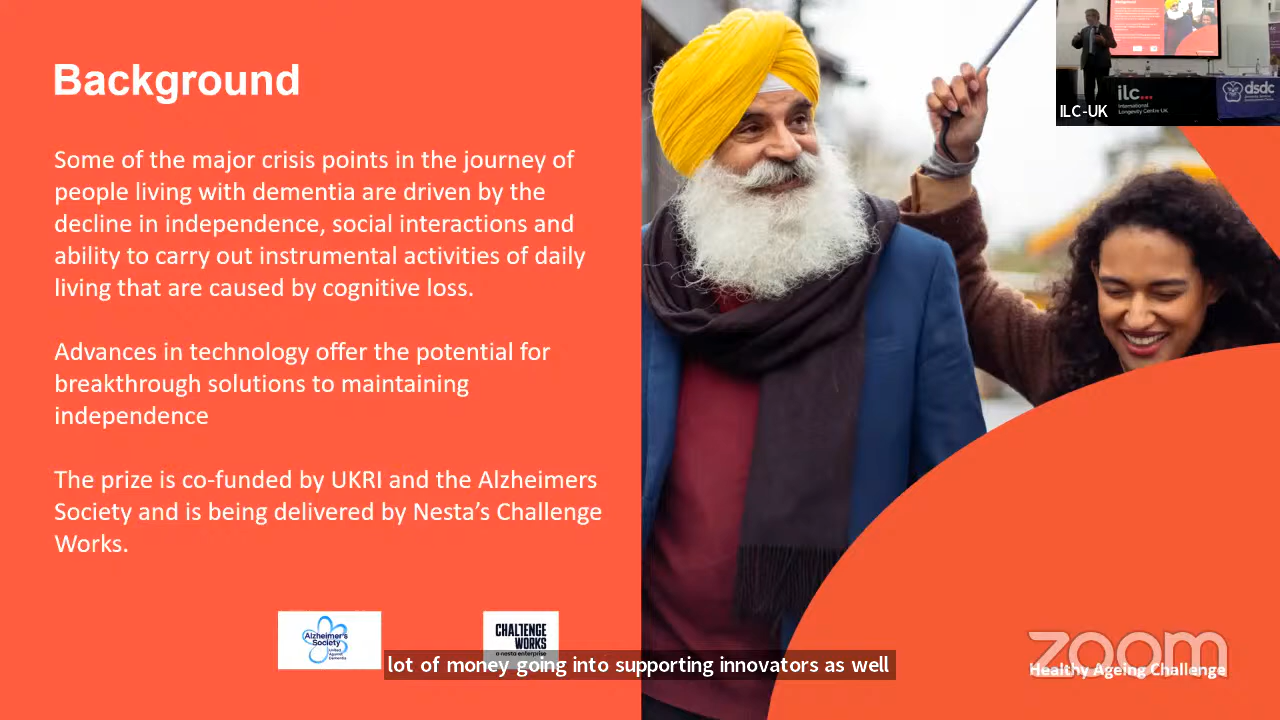 Background
Some of the major crisis points in the journey of
people living with dementia are driven by the
decline in independence, social interactions and
ability to carry out instrumental activities of daily
living that are caused by cognitive loss.
Advances in technology offer the potential for
breakthrough solutions to maintaining
independence
The prize is co-funded by UKRI and the Alzheimers
Society and is being delivered by Nesta's Challenge
Works.
Alzheimer's
Society
United
Against
Dementia
CHALLENGE
WORKS
a nesta enterprise
lot of money going into supporting innovators as well
Healthy Ageing Challenge
zoom
ILC-UK
ilc
International
Longevity Centre UK
dsdc
Background